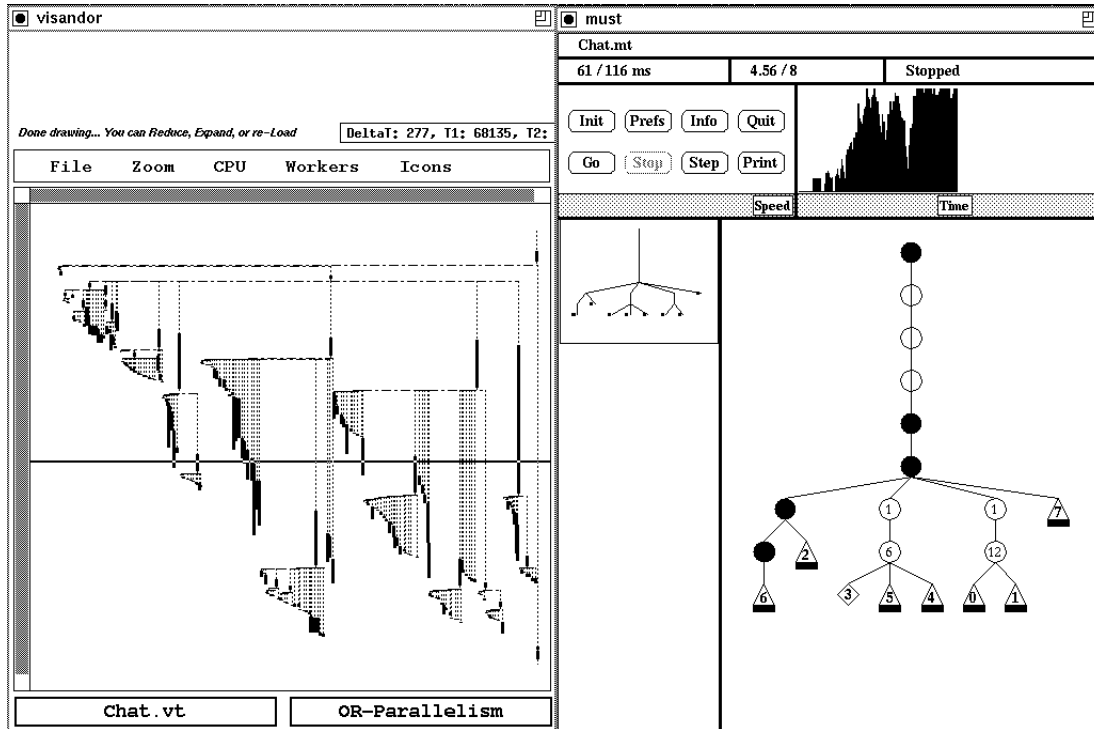 visandor
Done drawing... You can Reduce, Expand, or re-Load
DeltaT: 277, T1: 68135, T2:
File Zoom CPU Workers Icons
Chat.vt
OR-Parallelism
must
Chat.mt
61 / 116 ms
4.56 / 8
Stopped
Init Prefs Info Quit
Go Stop Step Print
Speed
Time
1 1 7
2 6 12
6 3 5 4 0 1